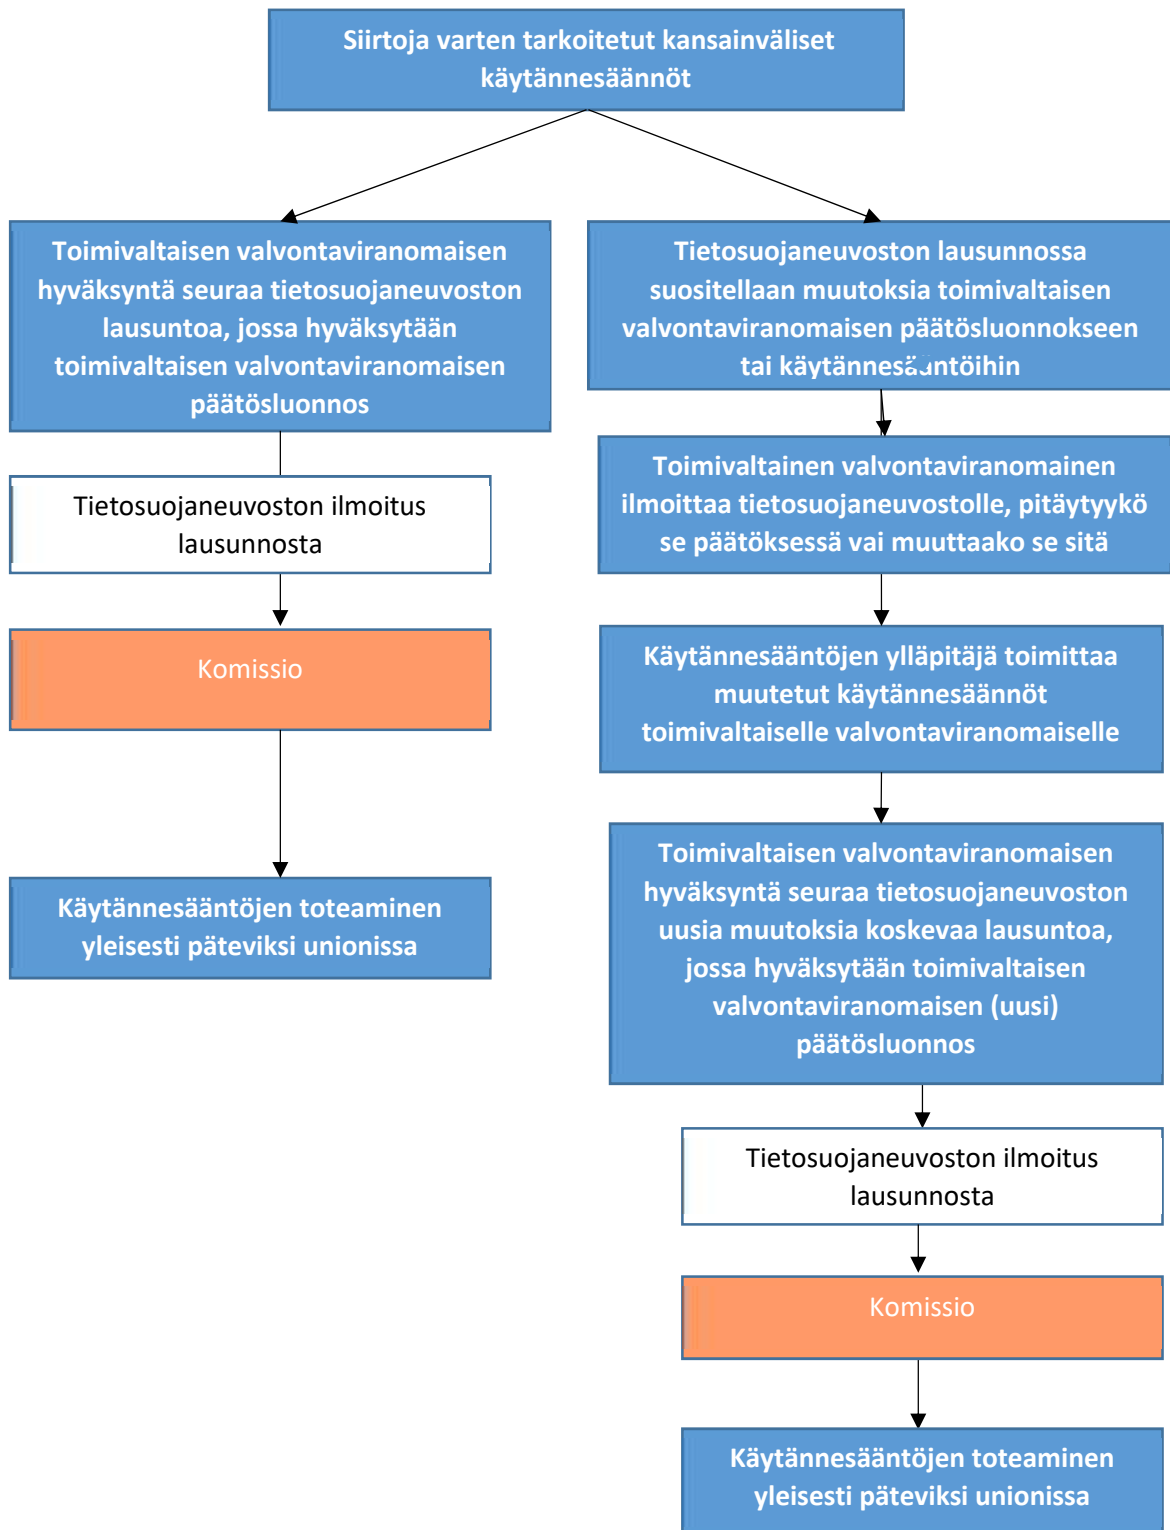 Siirtoja varten tarkoitetut kansainväliset
käytännesäännöt
Toimivaltaisen valvontaviranomaisen
hyväksyntä seuraa tietosuojaneuvoston
lausuntoa, jossa hyväksytään
toimivaltaisen valvontaviranomaisen
päätösluonnos
Tietosuojaneuvoston ilmoitus
lausunnosta
Komissio
Käytännesääntöjen toteaminen
yleisesti päteviksi unionissa
Tietosuojaneuvoston lausunnossa
suositellaan muutoksia toimivaltaisen
valvontaviranomaisen päätösluonnokseen
tai käytännesääntöihin
Toimivaltainen valvontaviranomainen
ilmoittaa tietosuojaneuvostolle, pitäytyykö
se päätöksessä vai muuttaako se sitä
Käytännesääntöjen ylläpitäjä toimittaa
muutetut käytännesäännöt
toimivaltaiselle valvontaviranomaiselle
Toimivaltaisen valvontaviranomaisen
hyväksyntä seuraa tietosuojaneuvoston
uusia muutoksia koskevaa lausuntoa,
jossa hyväksytään toimivaltaisen
valvontaviranomaisen (uusi)
päätösluonnos
Tietosuojaneuvoston ilmoitus
lausunnosta
Komissio
Käytännesääntöjen toteaminen
yleisesti päteviksi unionissa